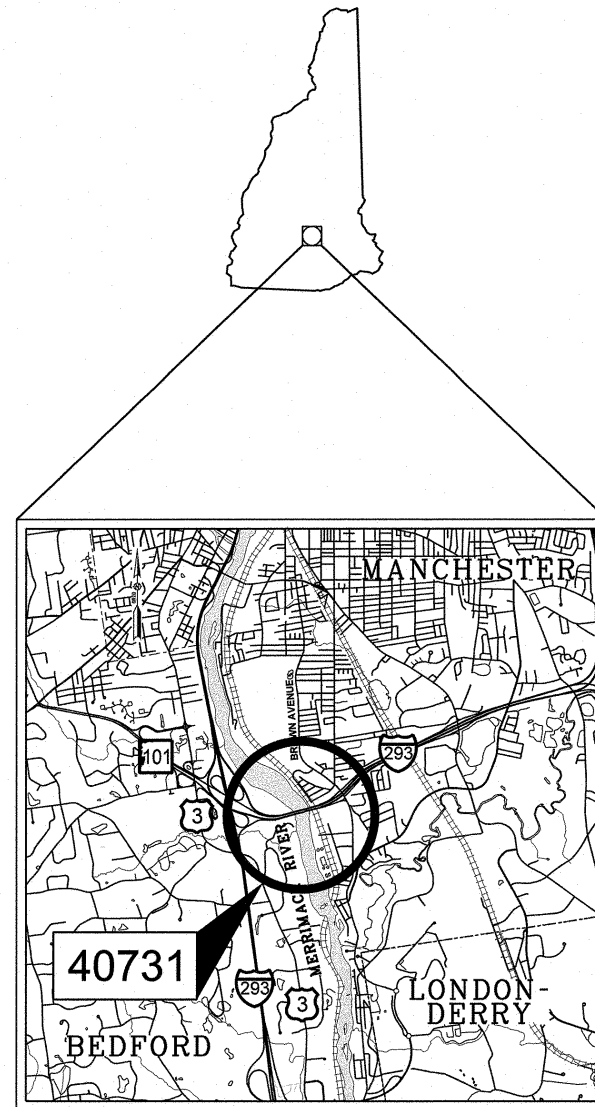 MANCHESTER
BROWN AVENUE
101
293
3
MERRIMACK RIVER
40731
293
3
LONDON-
DERRY
BEDFORD